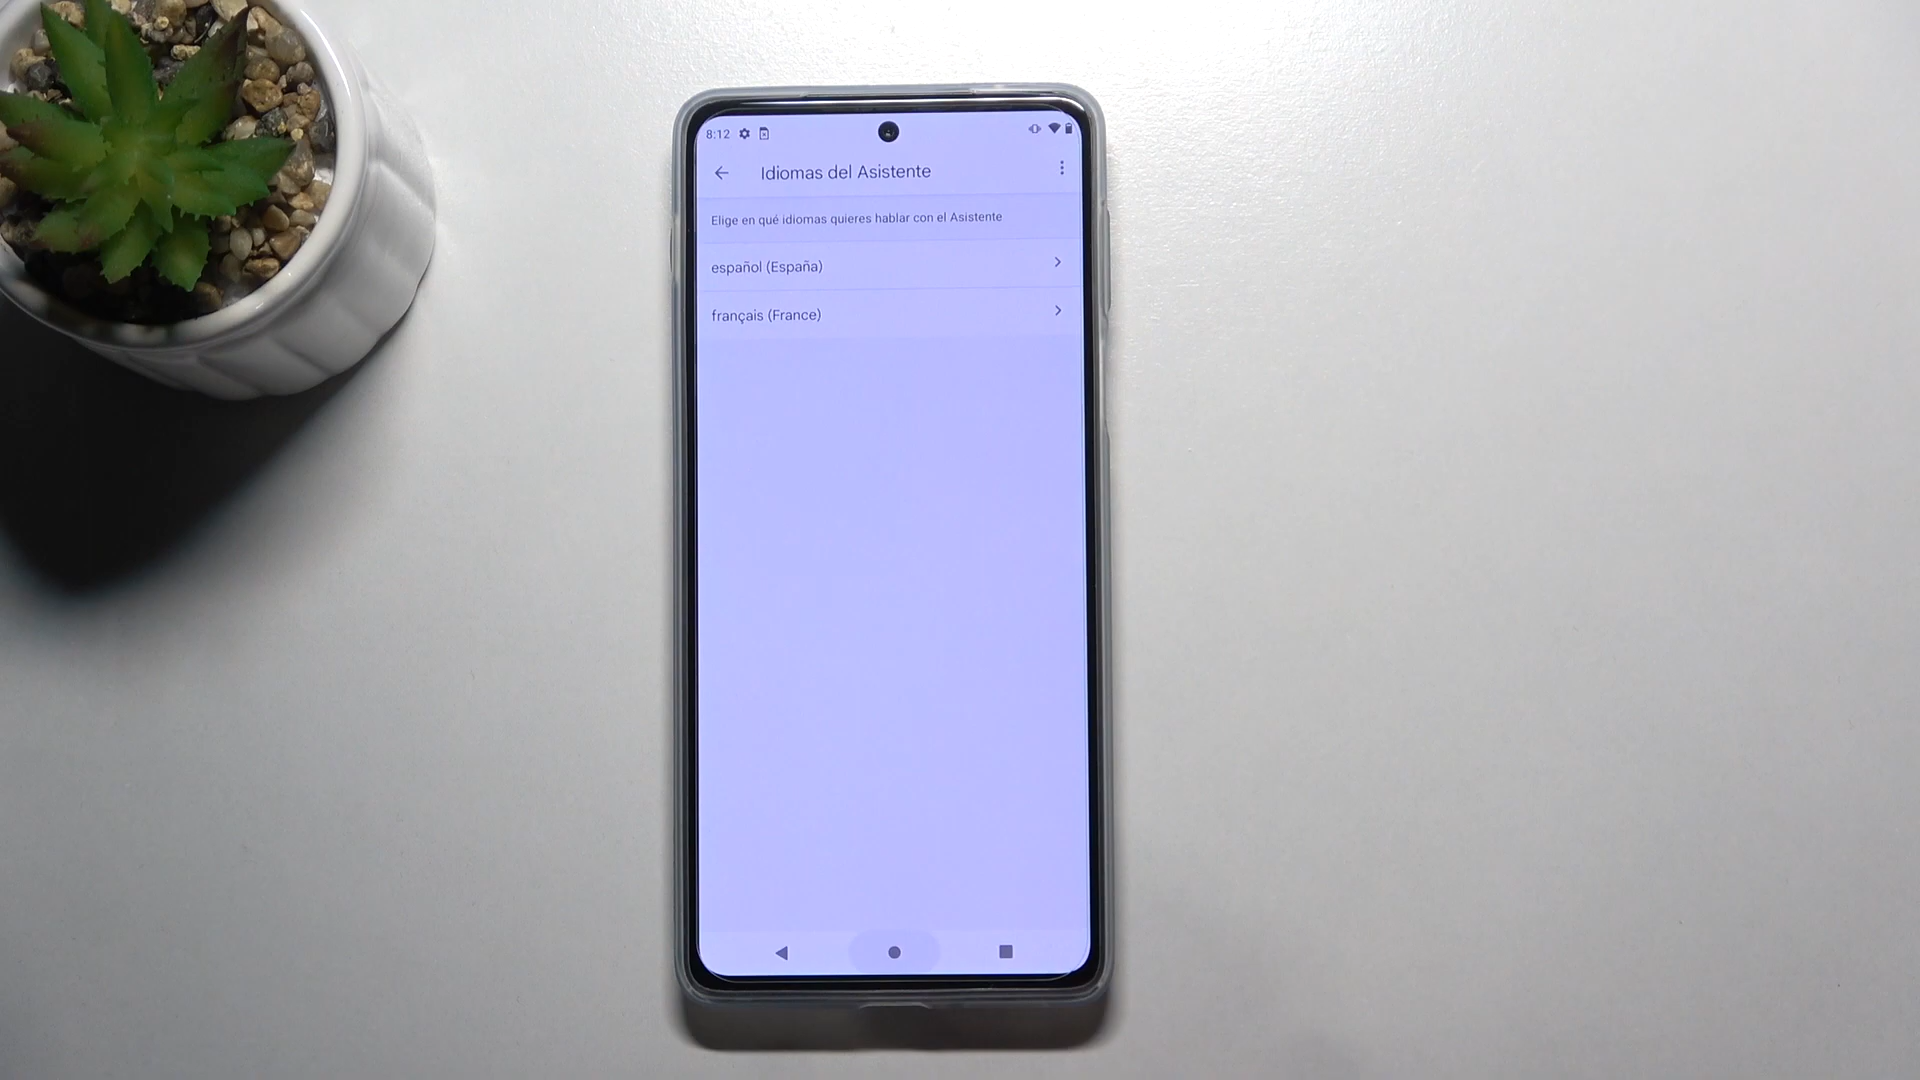 8:12
Idiomas del Asistente
Elige en qué idiomas quieres hablar con el Asistente
español (España)
français (France)